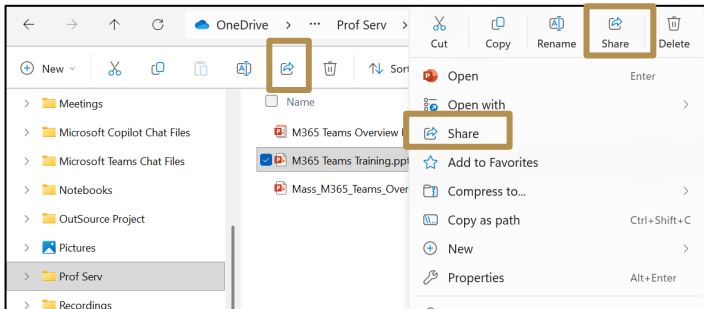 OneDrive > ... Prof Serv >
New
Sort
Cut Copy Rename Share Delete
Meetings
Microsoft Copilot Chat Files
Microsoft Teams Chat Files
Notebooks
OutSource Project
Pictures
Prof Serv
Recordings
Name
M365 Teams Overview
M365 Teams Training.ppt
Mass_M365_Teams_Over
Open Enter
Open with
Share
Add to Favorites
Compress to...
Copy as path Ctrl+Shift+C
New
Properties Alt+Enter